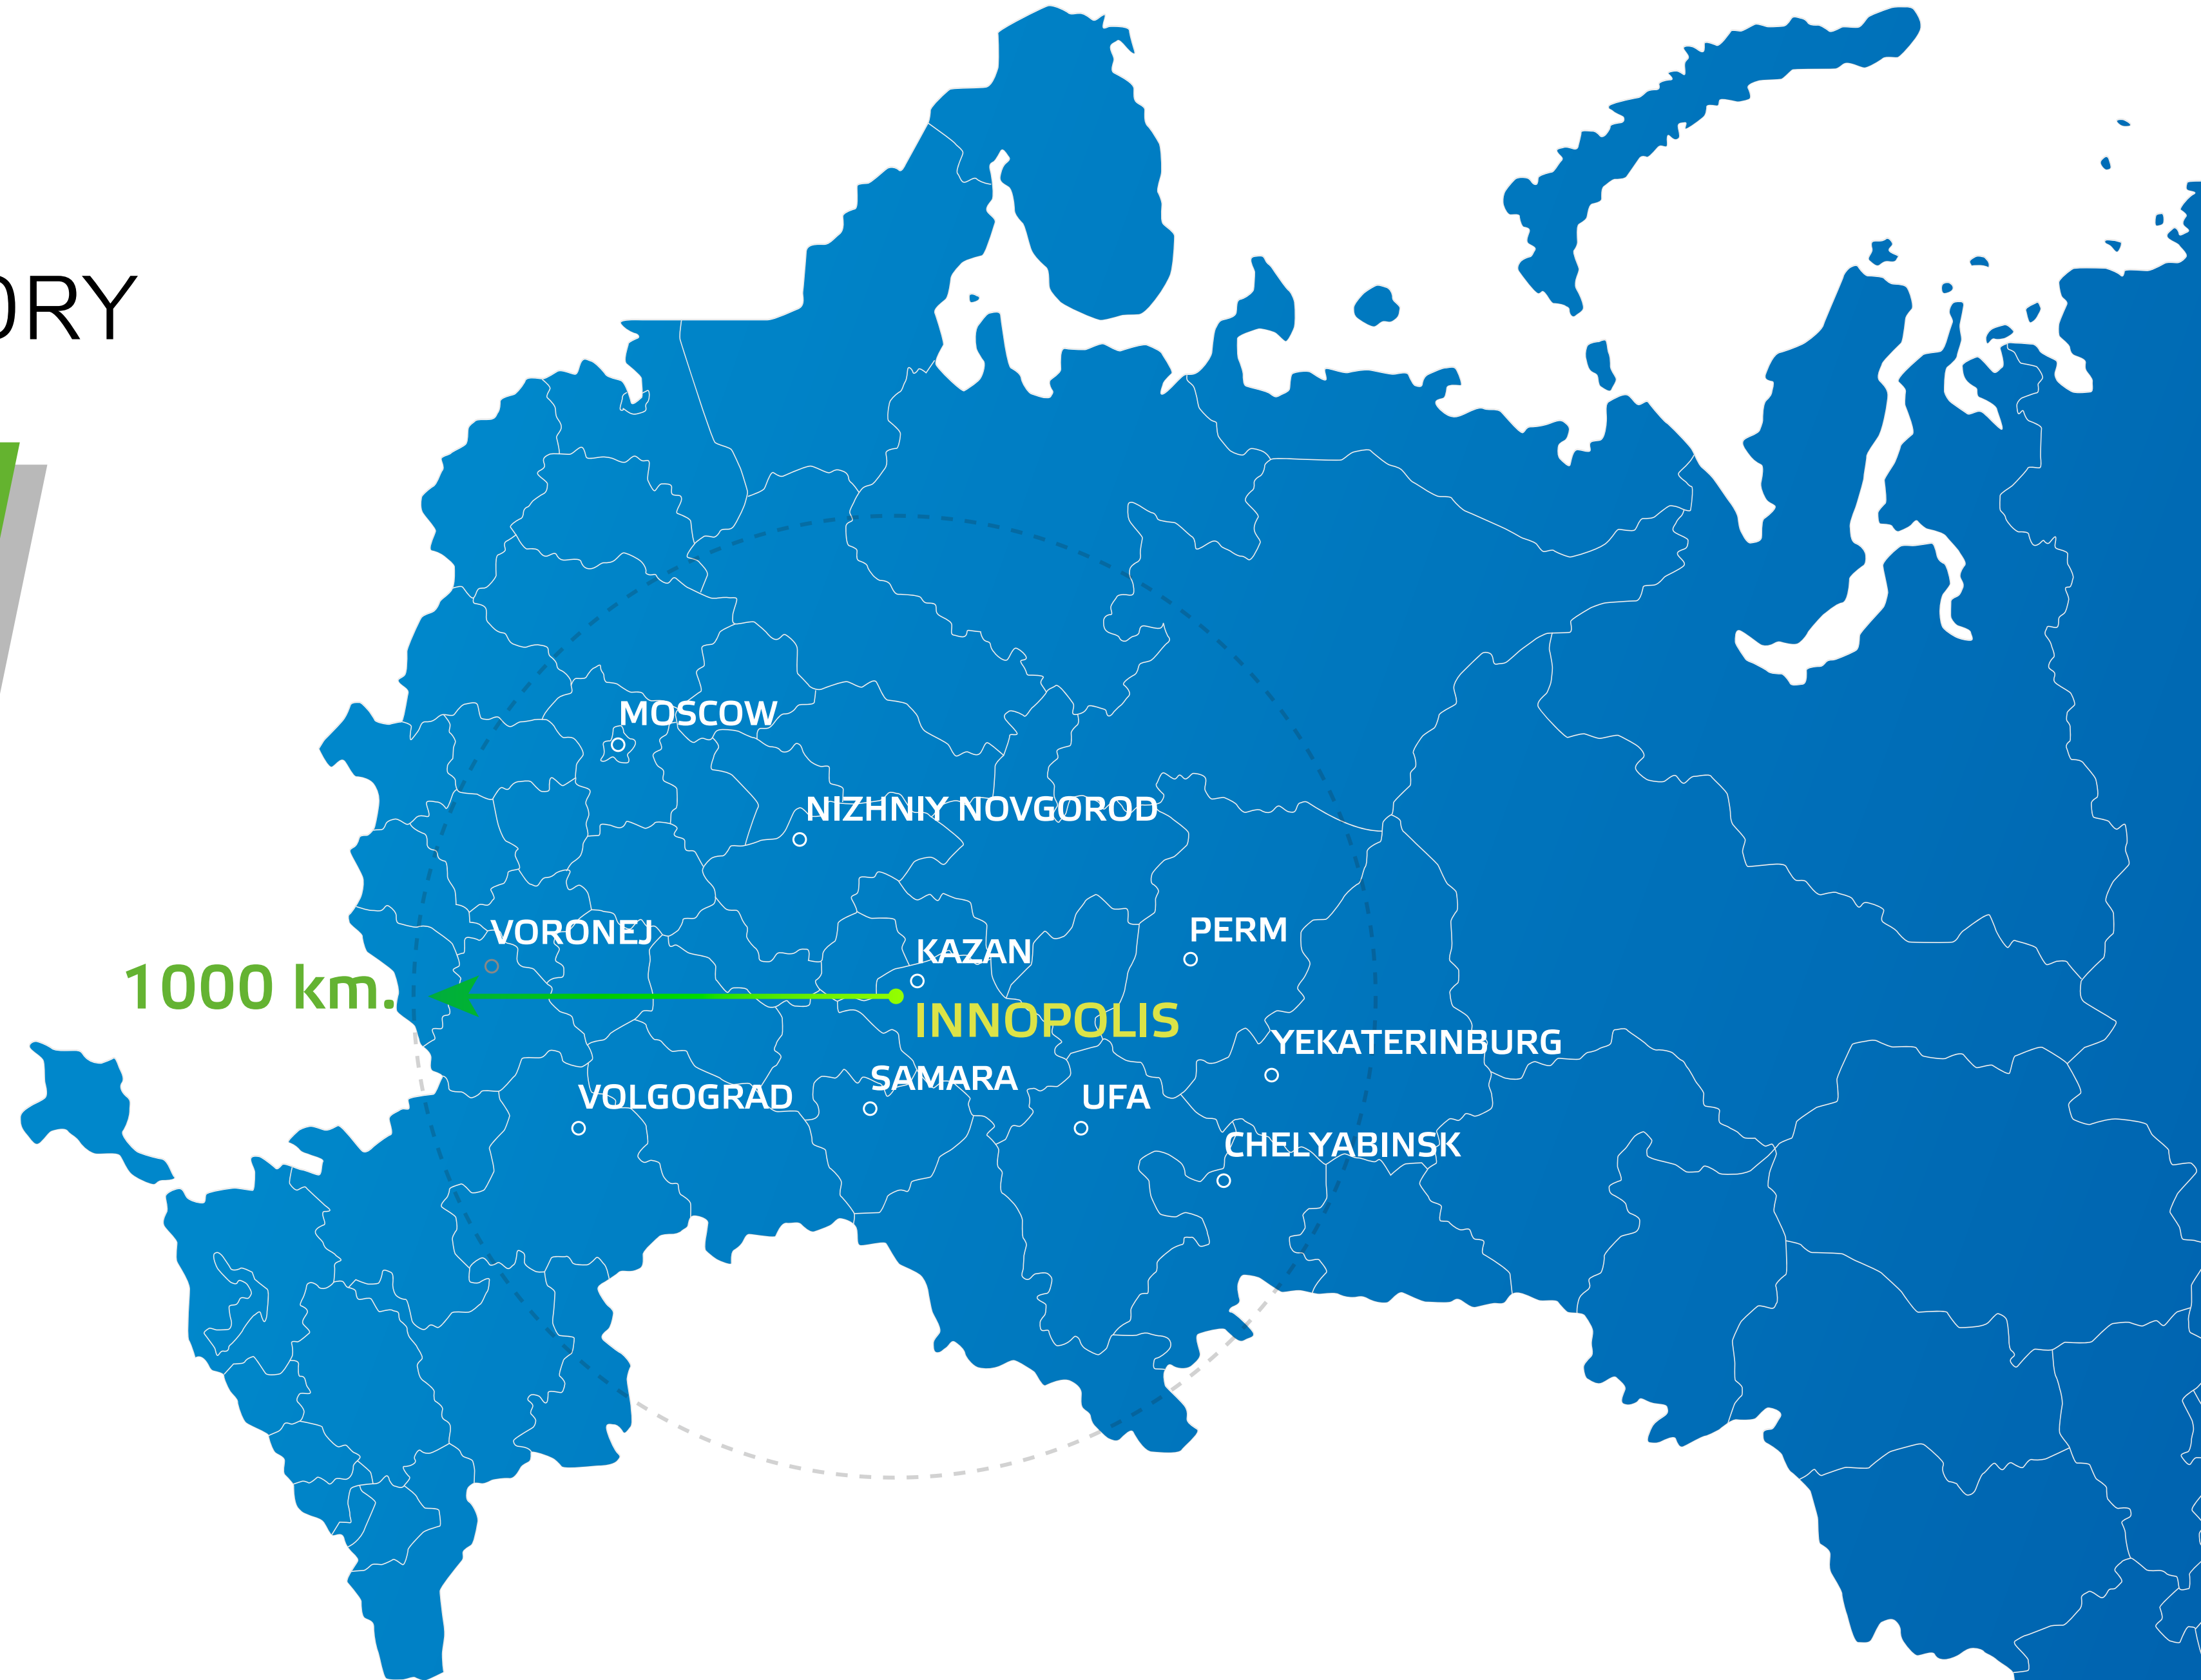 ORY
MOSCOW
NIZHNIY NOVGOROD
VORONEJ
PERM
KAZAN
1000 km.
INNOPOLIS
YEKATERINBURG
SAMARA
VOLGOGRAD
UFA
CHELYABINSK